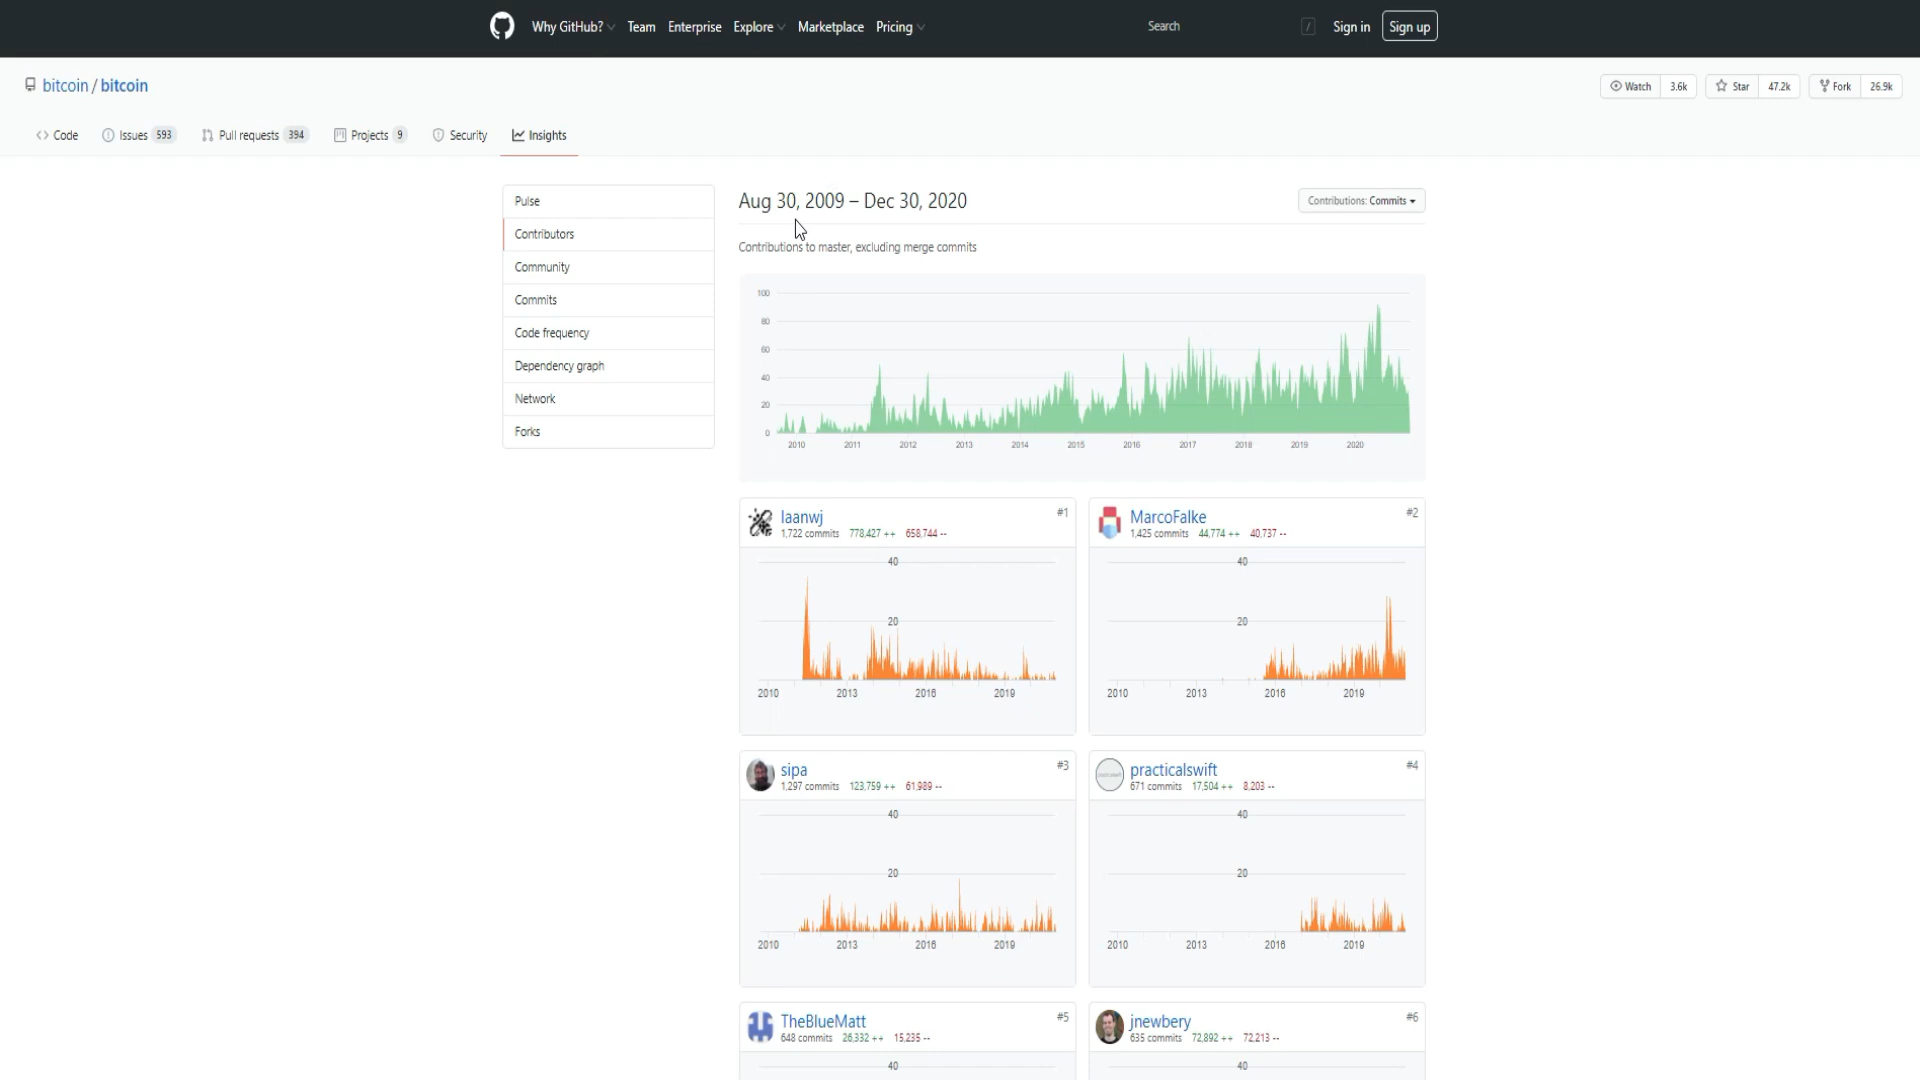 Why GitHub? Team Enterprise Explore Marketplace Pricing Search / Sign in Sign up
bitcoin / bitcoin Watch 3.6k Star 47.2k Fork 26.9k
Code Issues 593 Pull requests 394 Projects 9 Security Insights
Pulse
Contributors
Community
Commits
Code frequency
Dependency graph
Network
Forks
Aug 30, 2009 – Dec 30, 2020 Contributions: Commits
Contributions to master, excluding merge commits
100
80
60
40
20
0
2010 2011 2012 2013 2014 2015 2016 2017 2018 2019 2020
laanwj #1
1,722 commits 778,427 ++ 658,744 --
40
20
2010 2013 2016 2019
MarcoFalke #2
1,425 commits 44,774 ++ 40,737 --
40
20
2010 2013 2016 2019
sipa #3
1,297 commits 123,759 ++ 61,989 --
40
20
2010 2013 2016 2019
practicalswift #4
671 commits 17,504 ++ 8,203 --
40
20
2010 2013 2016 2019
TheBlueMatt #5
648 commits 26,332 ++ 15,235 --
40
jnewbery #6
635 commits 72,892 ++ 72,213 --
40